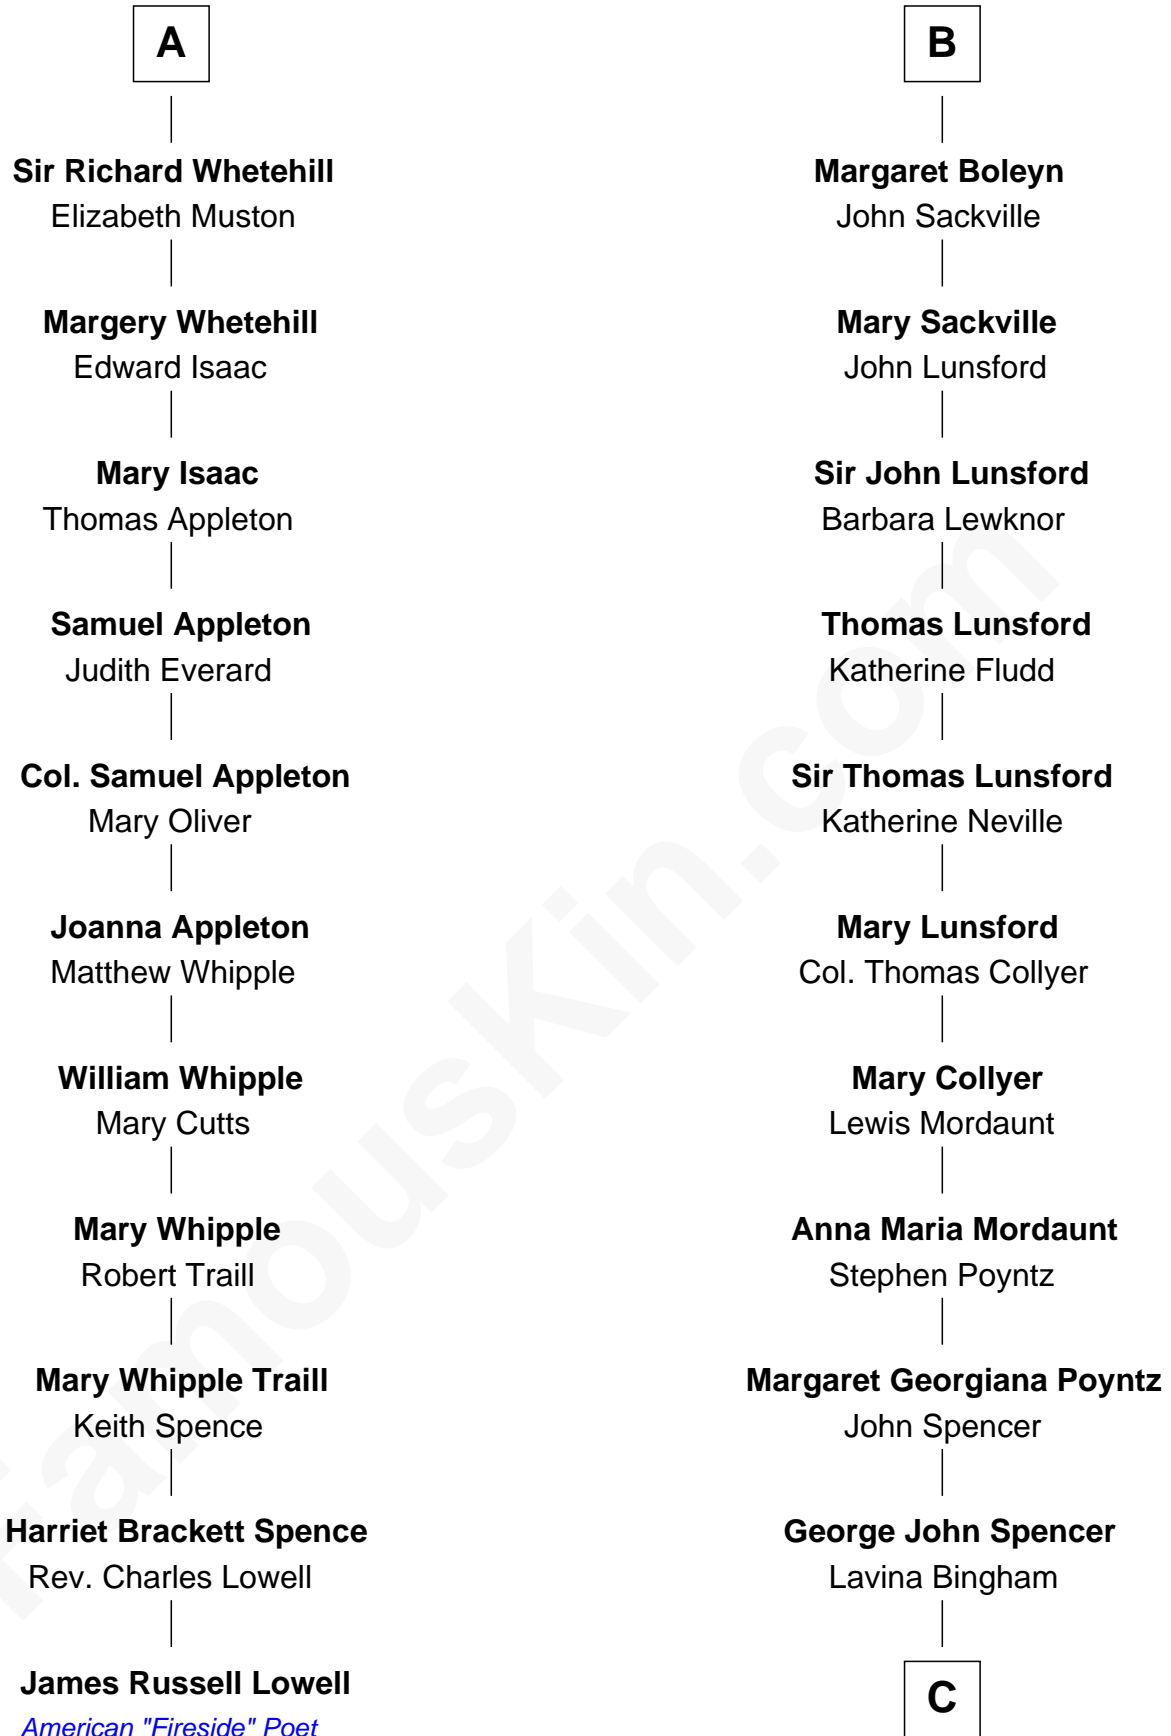 A
Sir Richard Whetehill
Elizabeth Muston
Margery Whetehill
Edward Isaac
Mary Isaac
Thomas Appleton
Samuel Appleton
Judith Everard
Col. Samuel Appleton
Mary Oliver
Joanna Appleton
Matthew Whipple
William Whipple
Mary Cutts
Mary Whipple
Robert Traill
Mary Whipple Traill
Keith Spence
Harriet Brackett Spence
Rev. Charles Lowell
James Russell Lowell
American "Fireside" Poet
B
Margaret Boleyn
John Sackville
Mary Sackville
John Lunsford
Sir John Lunsford
Barbara Lewknor
Thomas Lunsford
Katherine Fludd
Sir Thomas Lunsford
Katherine Neville
Mary Lunsford
Col. Thomas Collyer
Mary Collyer
Lewis Mordaunt
Anna Maria Mordaunt
Stephen Poyntz
Margaret Georgiana Poyntz
John Spencer
George John Spencer
Lavina Bingham
C
famousKin.com